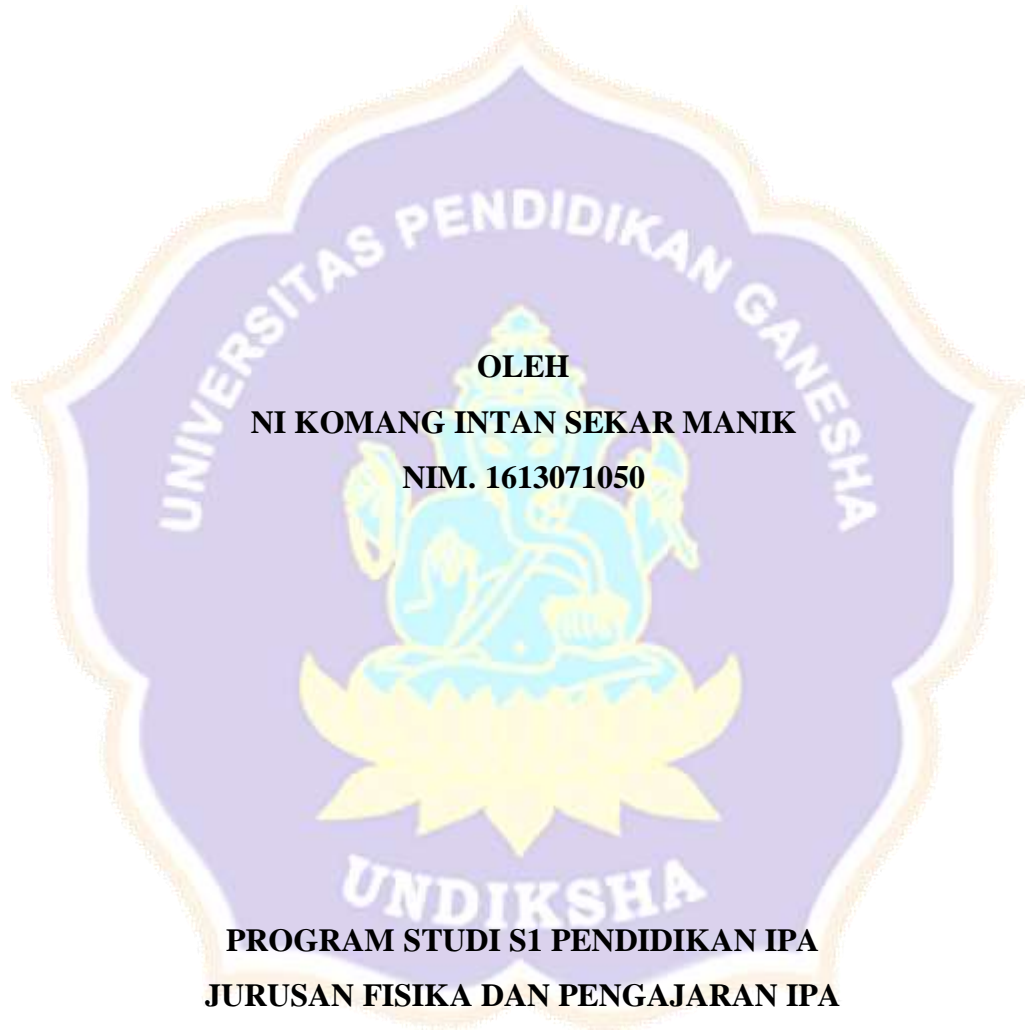 UNIVERSITAS PENDIDIKAN GANESHA
OLEH
NI KOMANG INTAN SEKAR MANIK
NIM. 1613071050
UNDIKSHA
PROGRAM STUDI S1 PENDIDIKAN IPA
JURUSAN FISIKA DAN PENGAJARAN IPA